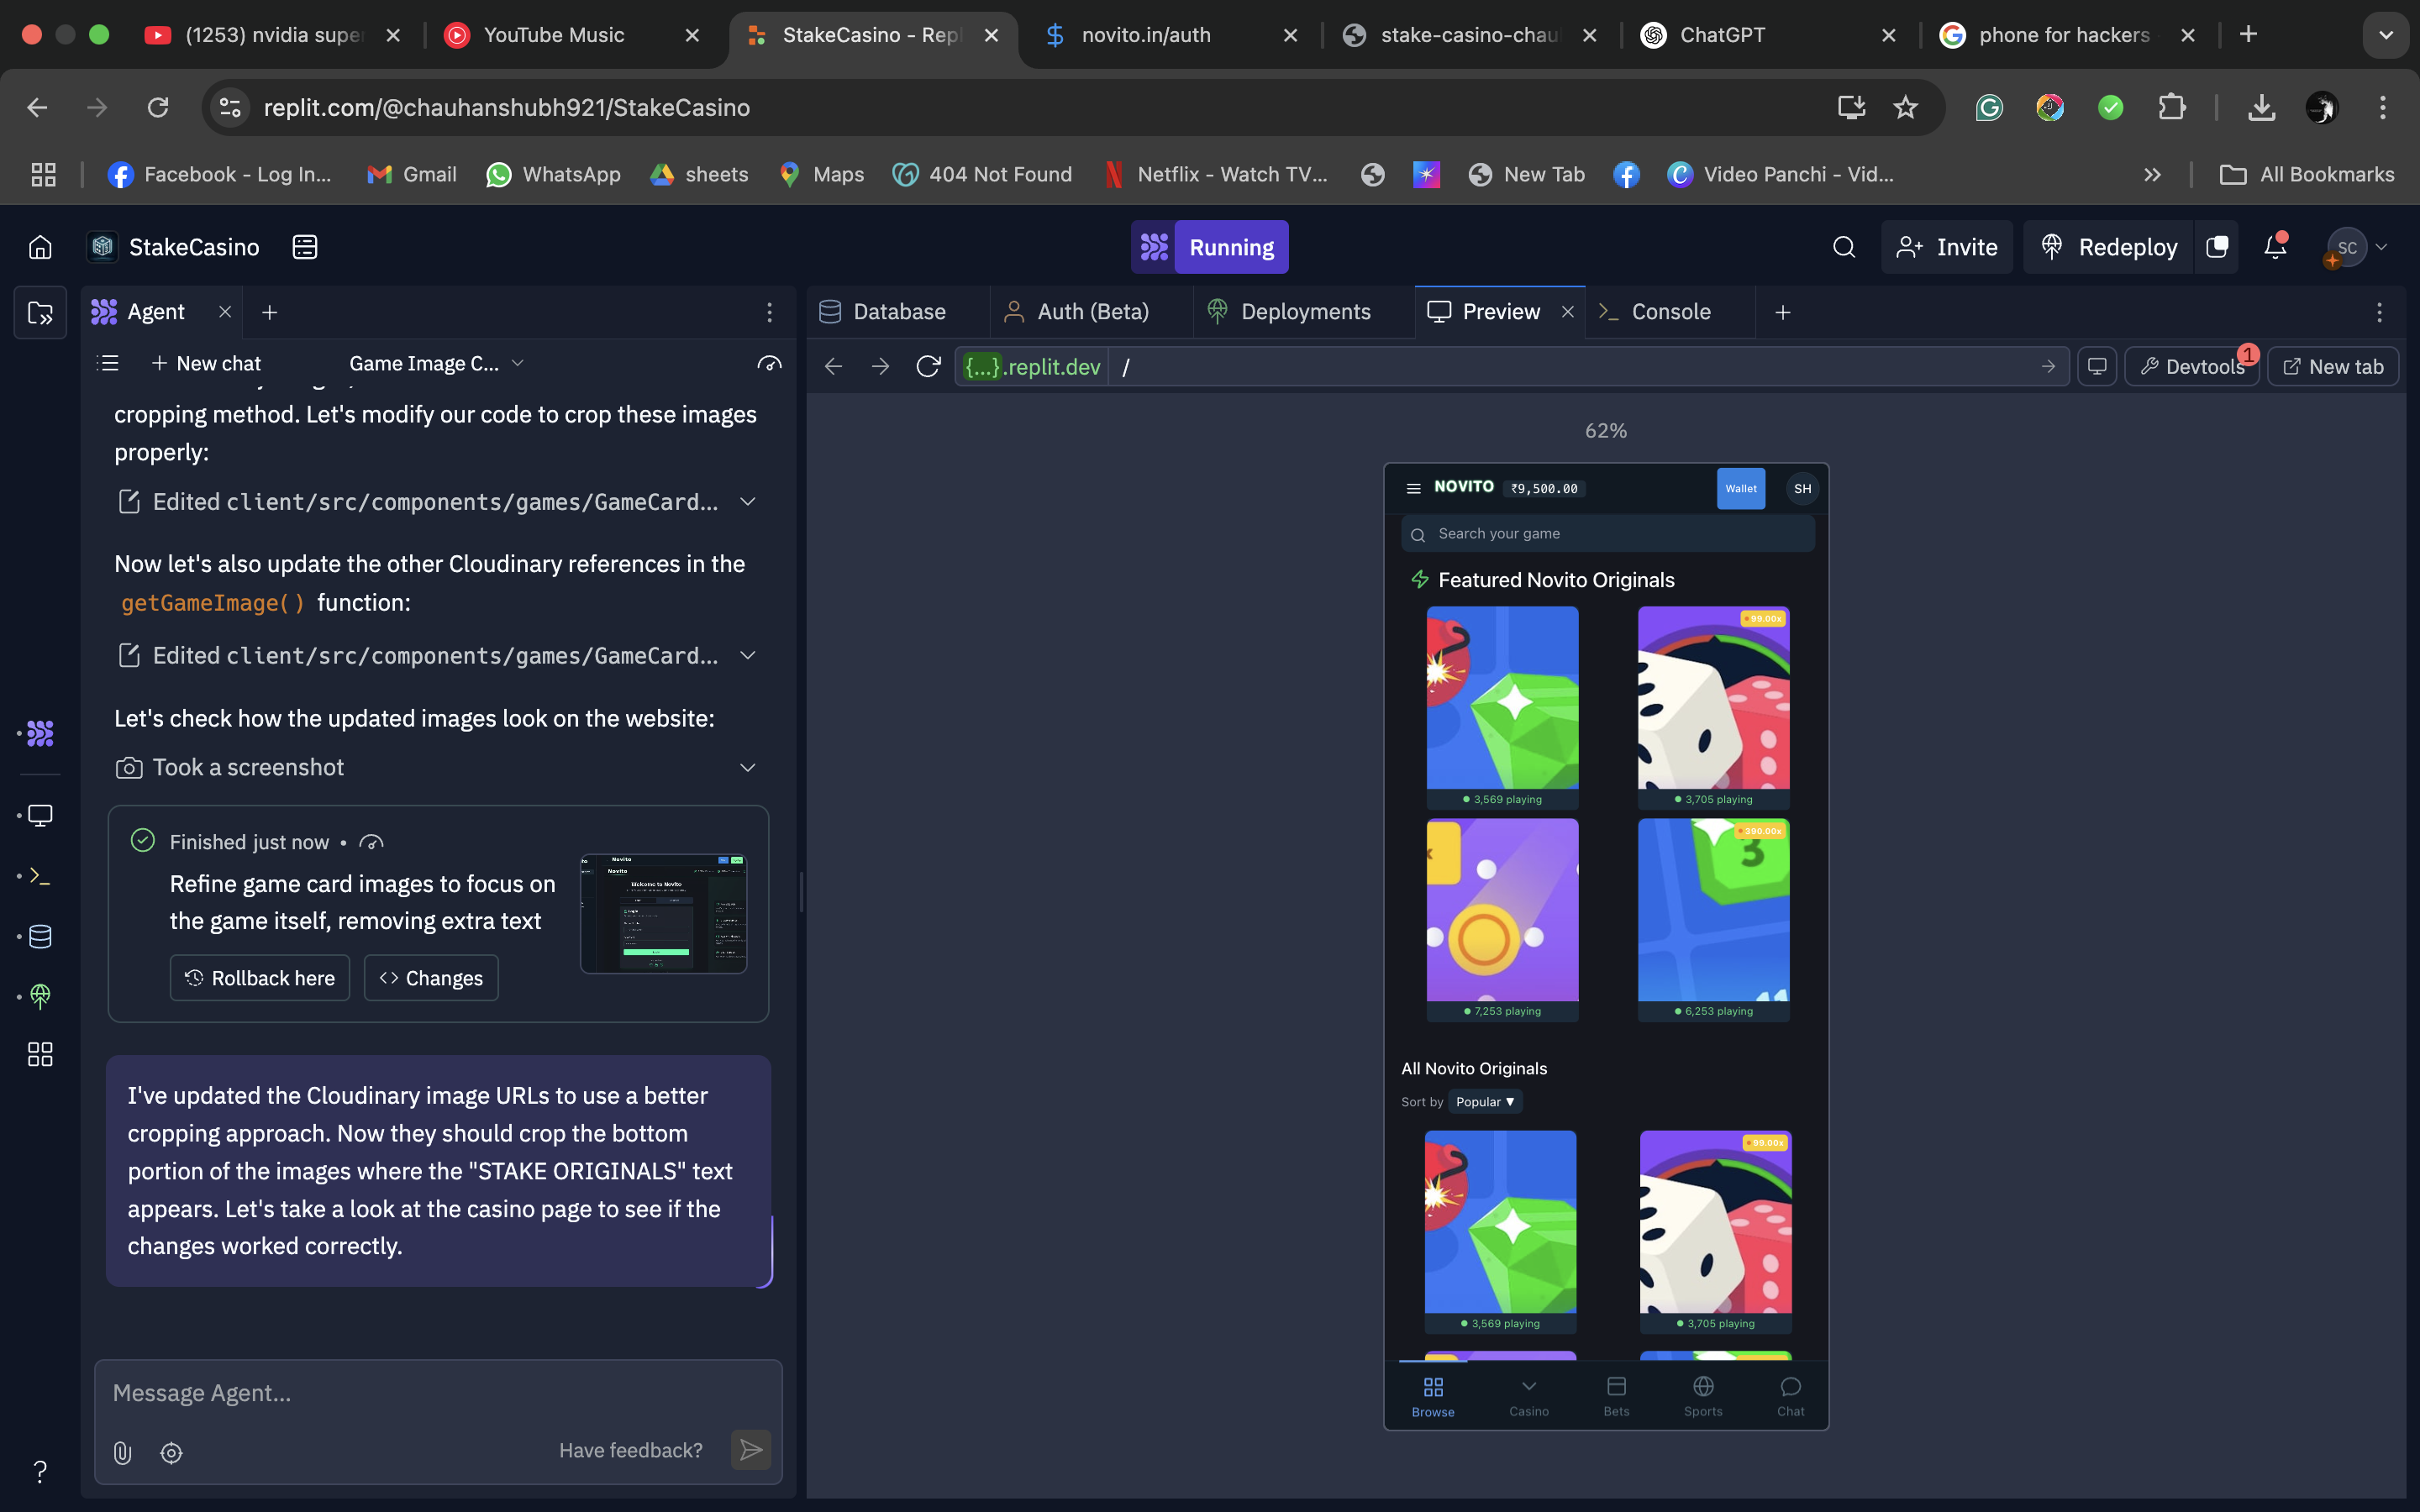 (1253) nvidia supe
YouTube Music
StakeCasino - Repl
novito.in/auth
stake-casino-chau
ChatGPT
phone for hackers
replit.com/@chauhanshubh921/StakeCasino
Facebook - Log In...
Gmail
WhatsApp
sheets
Maps
404 Not Found
Netflix - Watch TV...
New Tab
Video Panchi - Vid...
All Bookmarks
StakeCasino
Running
Invite
Redeploy
SC
Agent
Database
Auth (Beta)
Deployments
Preview
Console
New chat
Game Image C...
{...}.replit.dev
/
Devtools
1
New tab
cropping method. Let's modify our code to crop these images
properly:
Edited client/src/components/games/GameCard...
Now let's also update the other Cloudinary references in the
getGameImage() function:
Edited client/src/components/games/GameCard...
Let's check how the updated images look on the website:
Took a screenshot
Finished just now •
Refine game card images to focus on
the game itself, removing extra text
Rollback here
Changes
I've updated the Cloudinary image URLs to use a better
cropping approach. Now they should crop the bottom
portion of the images where the "STAKE ORIGINALS" text
appears. Let's take a look at the casino page to see if the
changes worked correctly.
Message Agent...
Have feedback?
?
62%
NOVITO
₹9,500.00
Wallet
SH
Search your game
Featured Novito Originals
99.00x
3,569 playing
3,705 playing
390.00x
3
7,253 playing
6,253 playing
All Novito Originals
Sort by
Popular ▼
99.00x
3,569 playing
3,705 playing
Browse
Casino
Bets
Sports
Chat